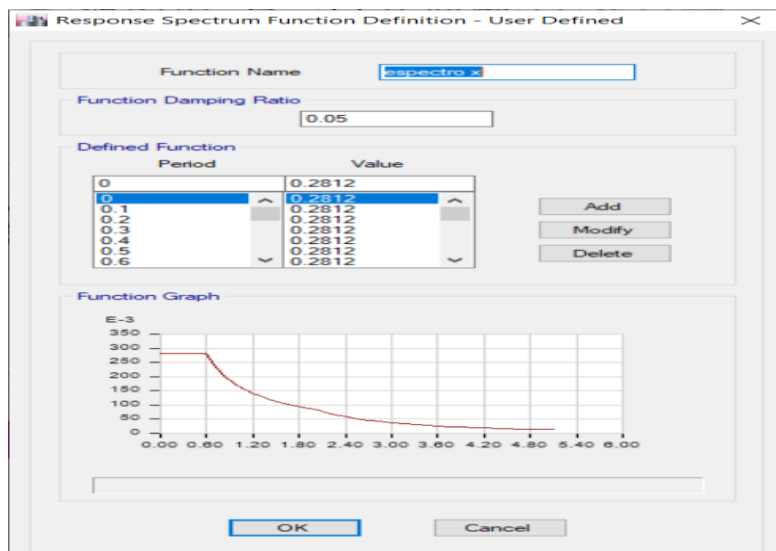 Response Spectrum Function Definition - User Defined
Function Name espectro x
Function Damping Ratio
0.05
Defined Function
Period Value
0 0.2812
0 0.2812
0.1 0.2812
0.2 0.2812
0.3 0.2812
0.4 0.2812
0.5 0.2812
0.6 0.2812
Add
Modify
Delete
Function Graph
E-3
350
300
250
200
150
100
50
0
0.00 0.60 1.20 1.80 2.40 3.00 3.60 4.20 4.80 5.40 6.00
OK Cancel